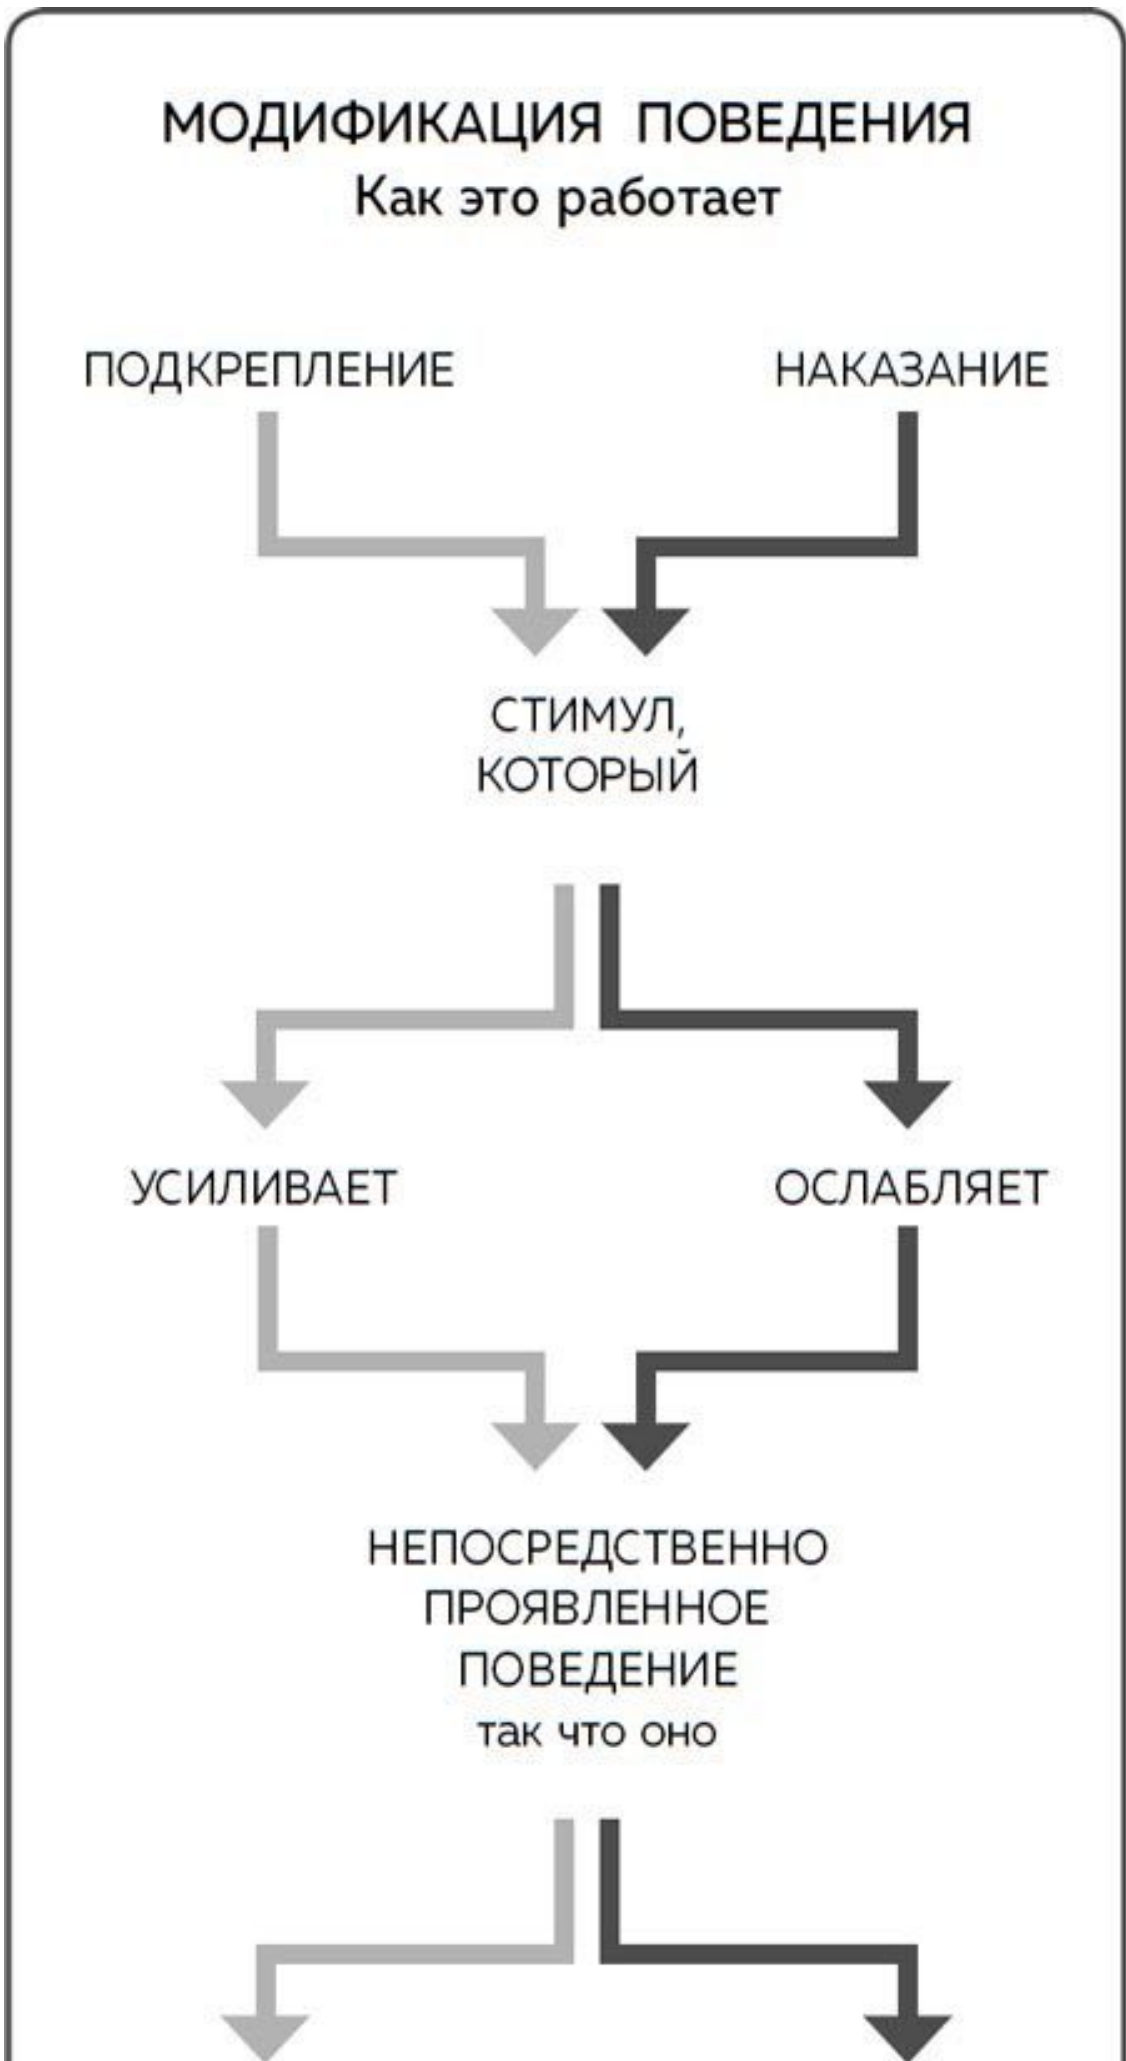 МОДИФИКАЦИЯ ПОВЕДЕНИЯ
Как это работает
ПОДКРЕПЛЕНИЕ
НАКАЗАНИЕ
СТИМУЛ,
КОТОРЫЙ
УСИЛИВАЕТ
ОСЛАБЛЯЕТ
НЕПОСРЕДСТВЕННО
ПРОЯВЛЕННОЕ
ПОВЕДЕНИЕ
так что оно